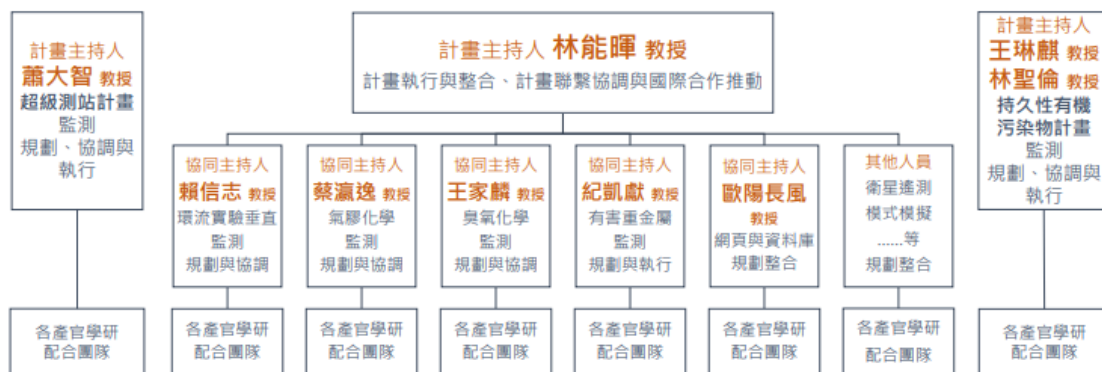 計畫主持人
蕭大智 教授
超級測站計畫
監測
規劃、協調與
執行
計畫主持人 林能暉 教授
計畫執行與整合、計畫聯繫協調與國際合作推動
計畫主持人
王琳麒 教授
林聖倫 教授
持久性有機
污染物計畫
監測
規劃、協調與
執行
協同主持人
賴信志 教授
環流實驗垂直
監測
規劃與協調
協同主持人
蔡瀛逸 教授
氣膠化學
監測
規劃與協調
協同主持人
王家麟 教授
臭氧化學
監測
規劃與協調
協同主持人
紀凱獻 教授
有害重金屬
監測
規劃與執行
協同主持人
歐陽長風
教授
網頁與資料庫
規劃整合
其他人員
衛星遙測
模式模擬
......等
規劃整合
各產官學研
配合團隊
各產官學研
配合團隊
各產官學研
配合團隊
各產官學研
配合團隊
各產官學研
配合團隊
各產官學研
配合團隊
各產官學研
配合團隊
各產官學研
配合團隊